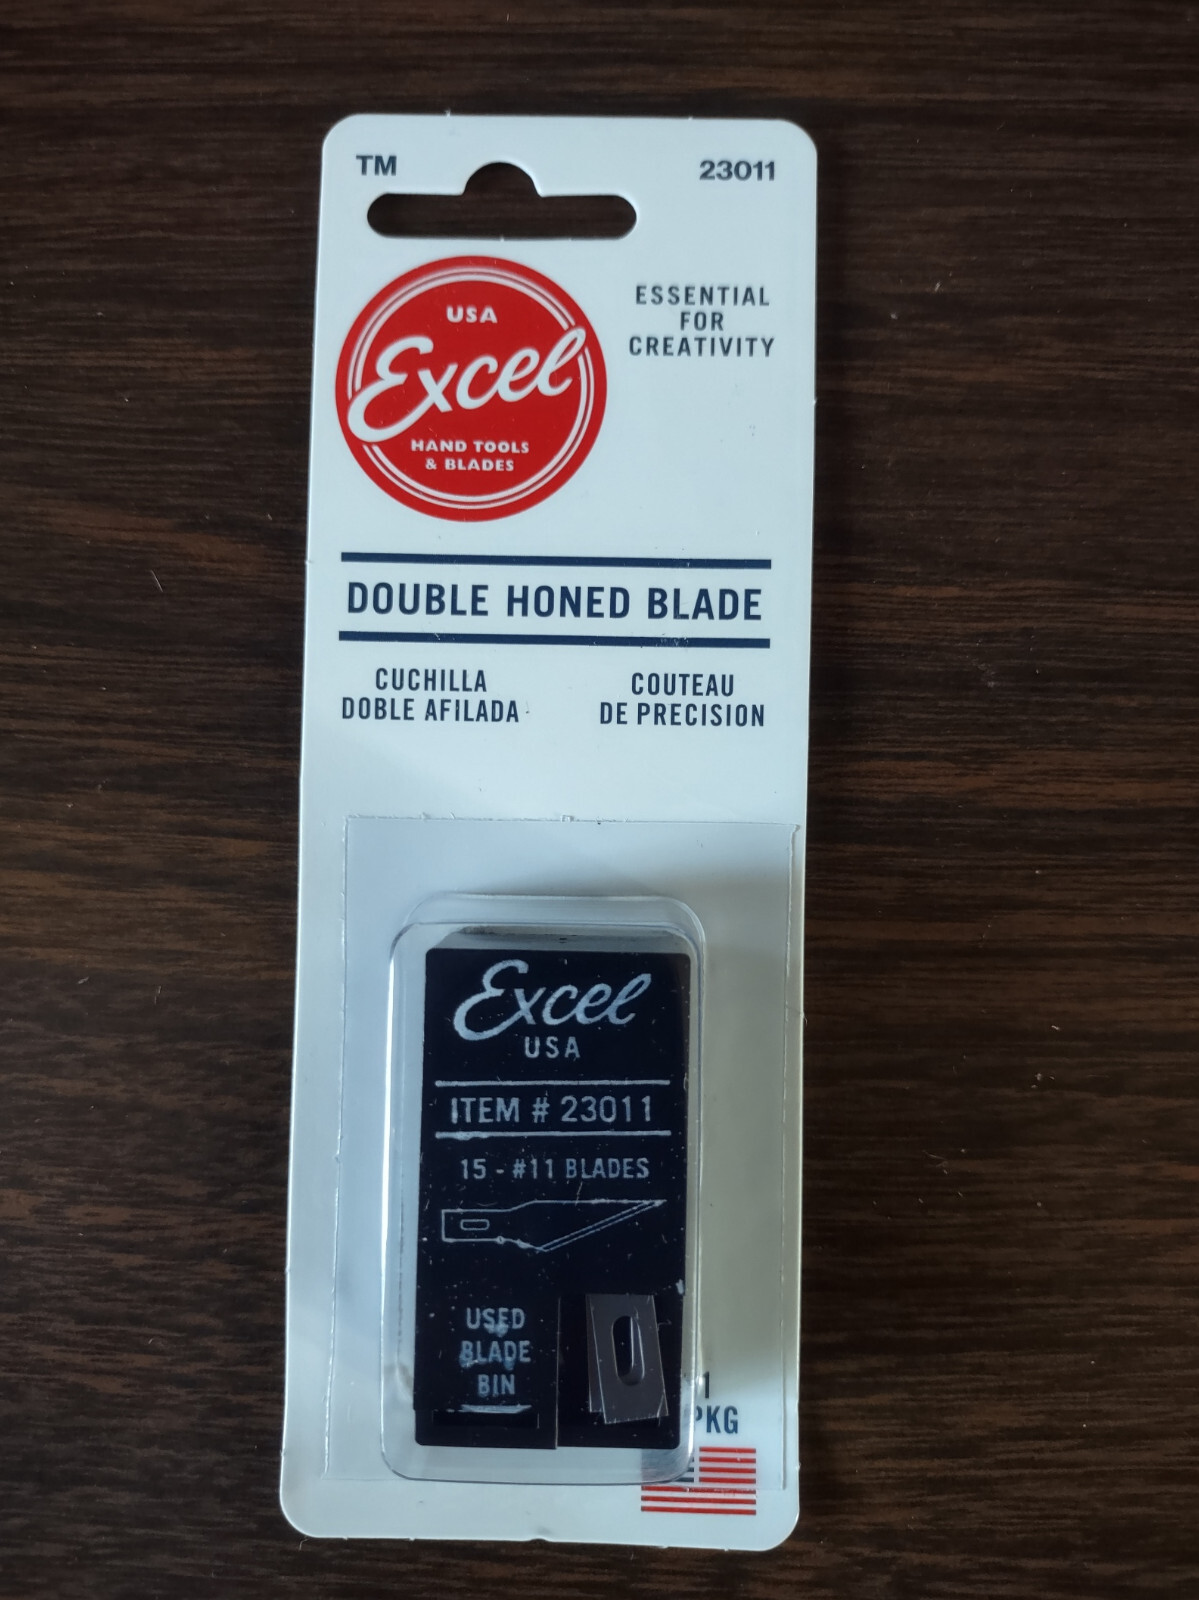 TM
23011
USA
Excel
HAND TOOLS
& BLADES
ESSENTIAL
FOR
CREATIVITY
DOUBLE HONED BLADE
CUCHILLA
DOBLE AFILADA
COUTEAU
DE PRECISION
Excel
USA
ITEM # 23011
15 - #11 BLADES
USED
BLADE
BIN
1
PKG